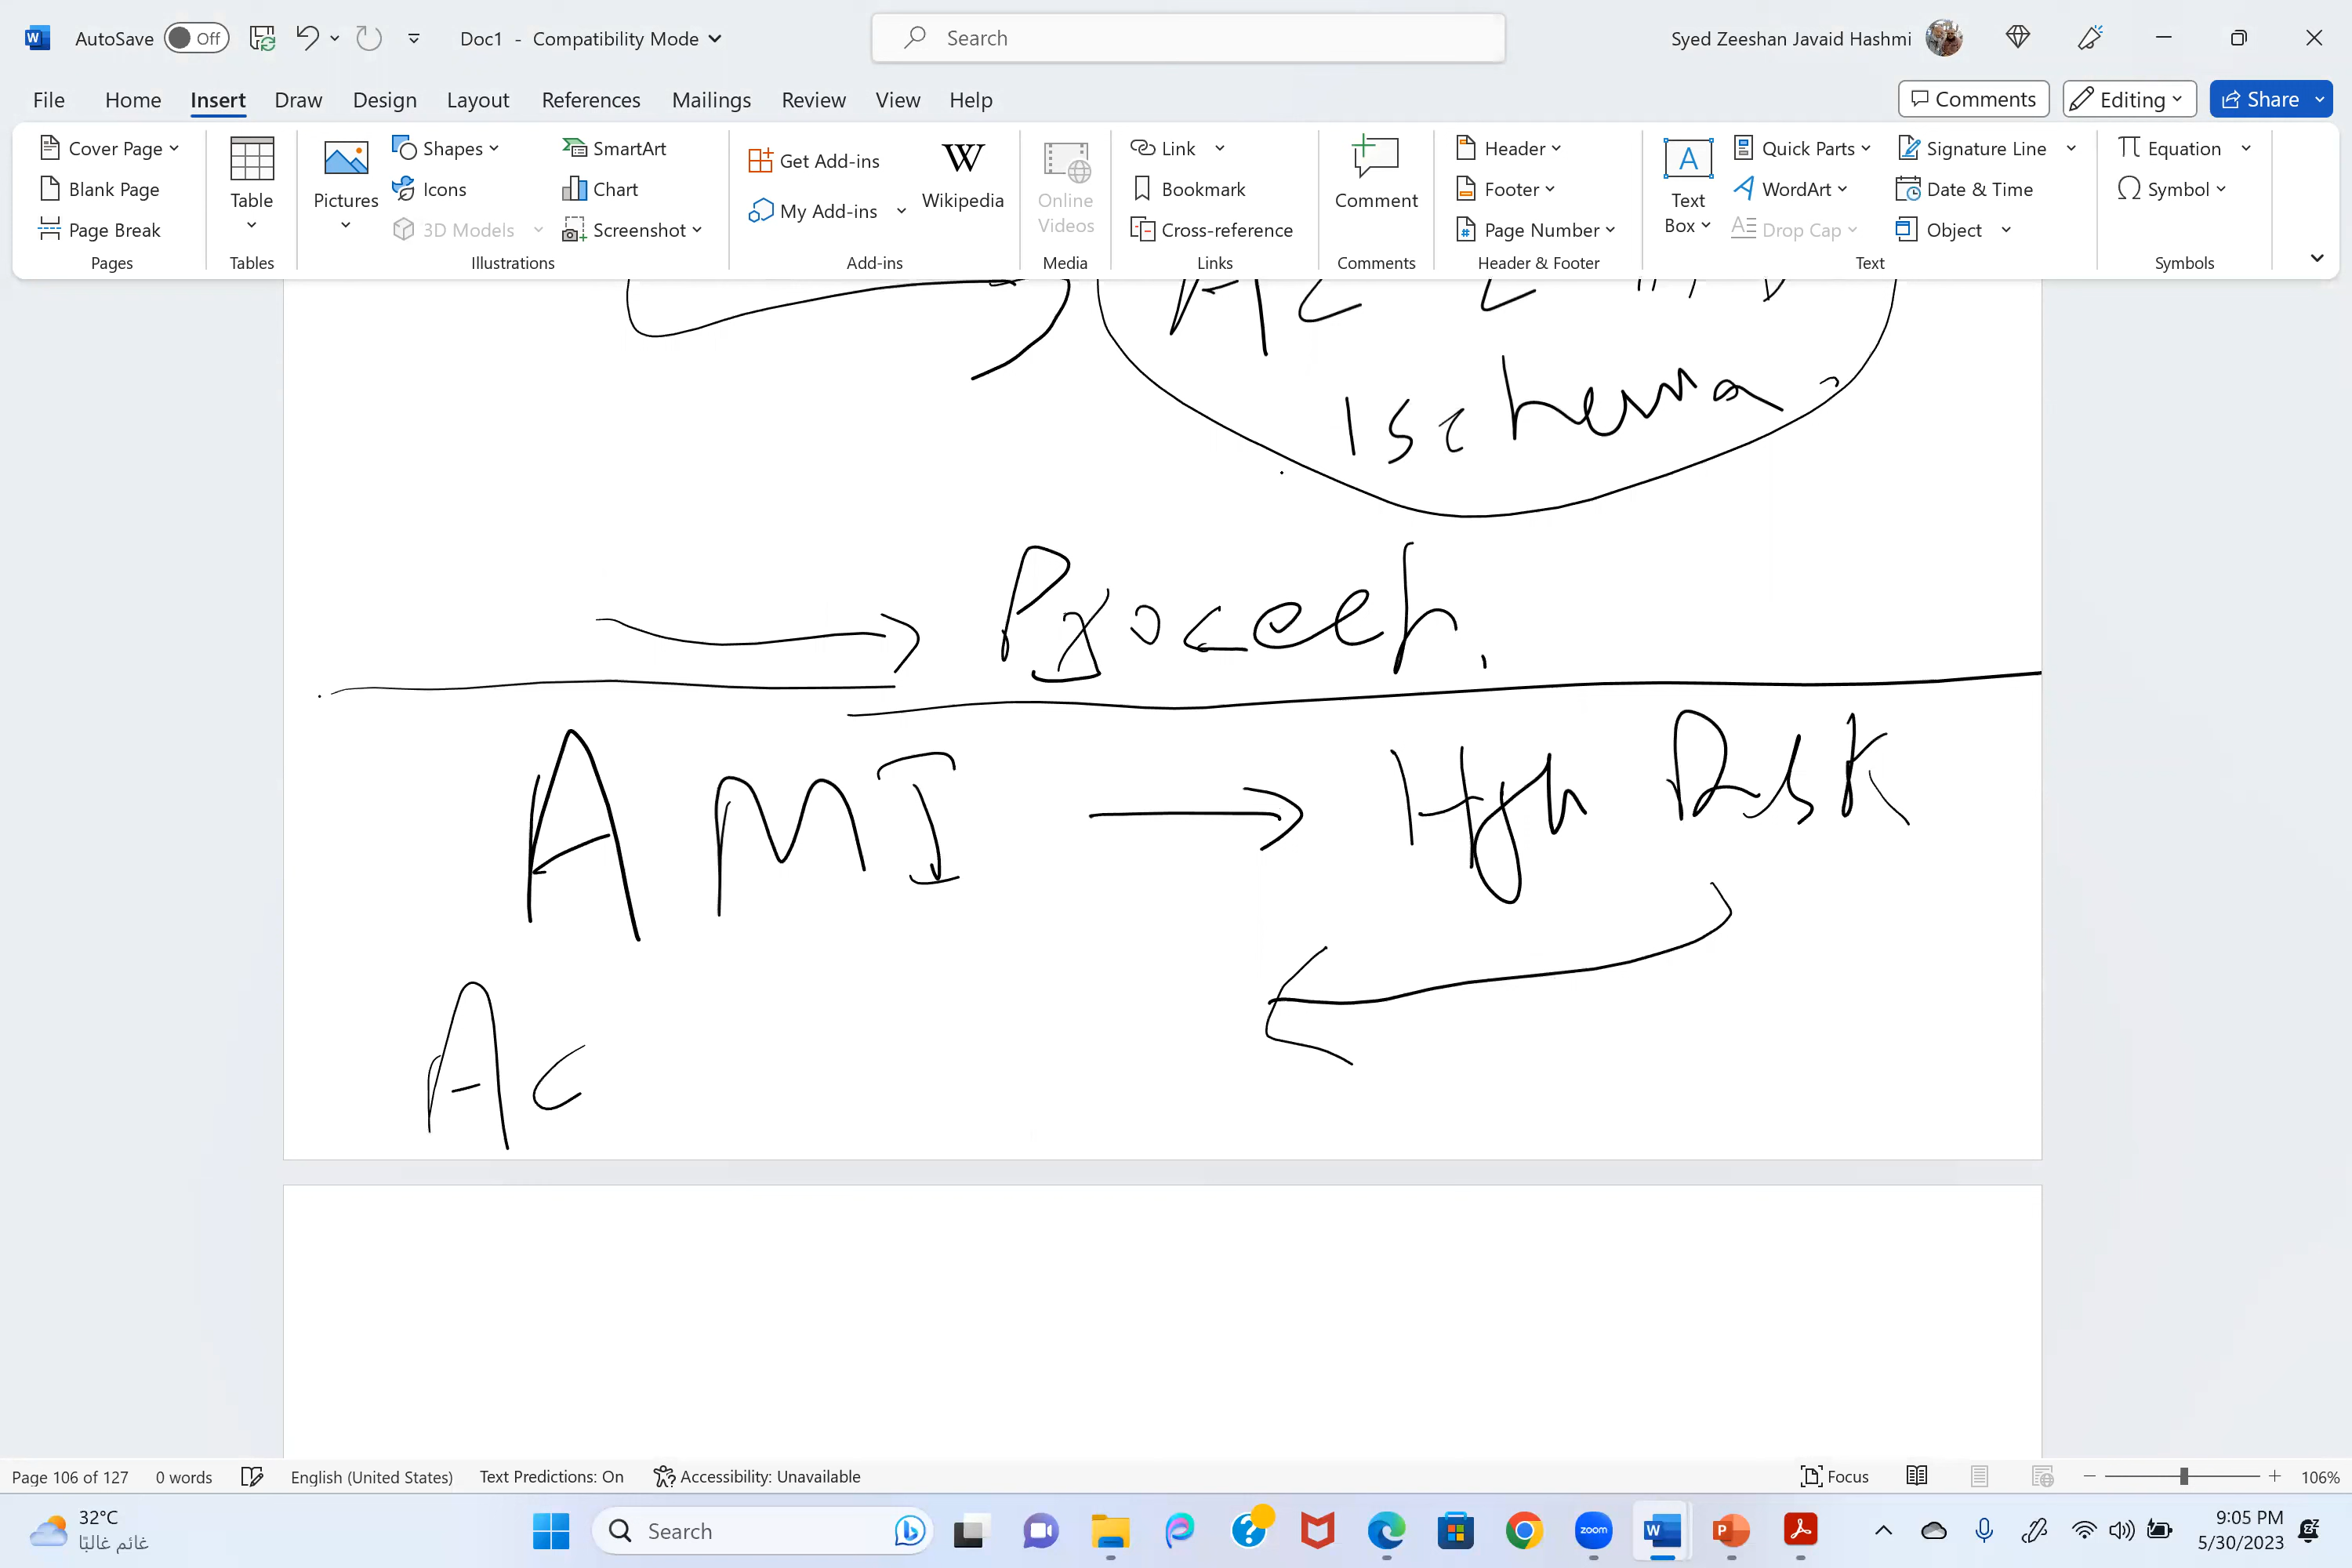 AutoSave Off Doc1 - Compatibility Mode Search Syed Zeeshan Javaid Hashmi
File Home Insert Draw Design Layout References Mailings Review View Help Comments Editing Share
Cover Page
Blank Page
Page Break
Pages
Table
Tables
Pictures
Shapes
Icons
3D Models
SmartArt
Chart
Screenshot
Illustrations
Get Add-ins
My Add-ins
Wikipedia
Add-ins
Online Videos
Media
Link
Bookmark
Cross-reference
Links
Comment
Comments
Header
Footer
Page Number
Header & Footer
Text Box
Quick Parts
WordArt
Drop Cap
Signature Line
Date & Time
Object
Text
Equation
Symbol
Symbols
Ischemia
Proceed.
AMI → High Risk
Ac
Page 106 of 127 0 words English (United States) Text Predictions: On Accessibility: Unavailable Focus 106%
32°C
غائم غالبًا
Search
zoom
9:05 PM
5/30/2023